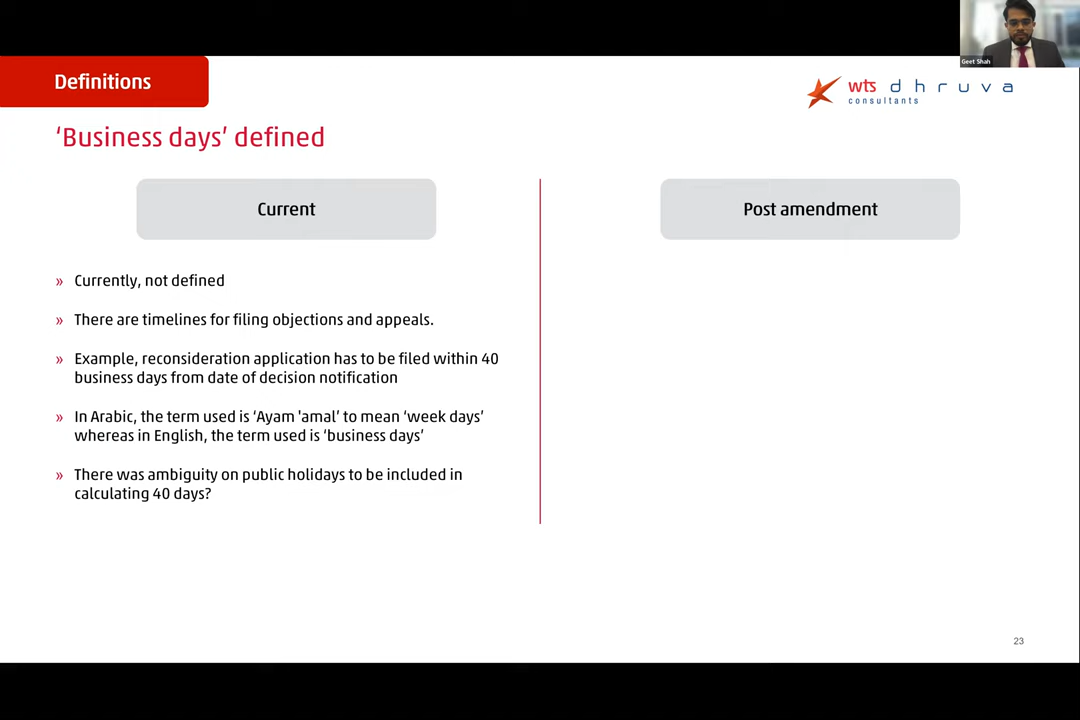 Geet Shah
Definitions
wts dhruva
consultants
‘Business days’ defined
Current
Post amendment
» Currently, not defined
» There are timelines for filing objections and appeals.
» Example, reconsideration application has to be filed within 40
business days from date of decision notification
» In Arabic, the term used is ‘Ayam 'amal’ to mean ‘week days’
whereas in English, the term used is ‘business days’
» There was ambiguity on public holidays to be included in
calculating 40 days?
23